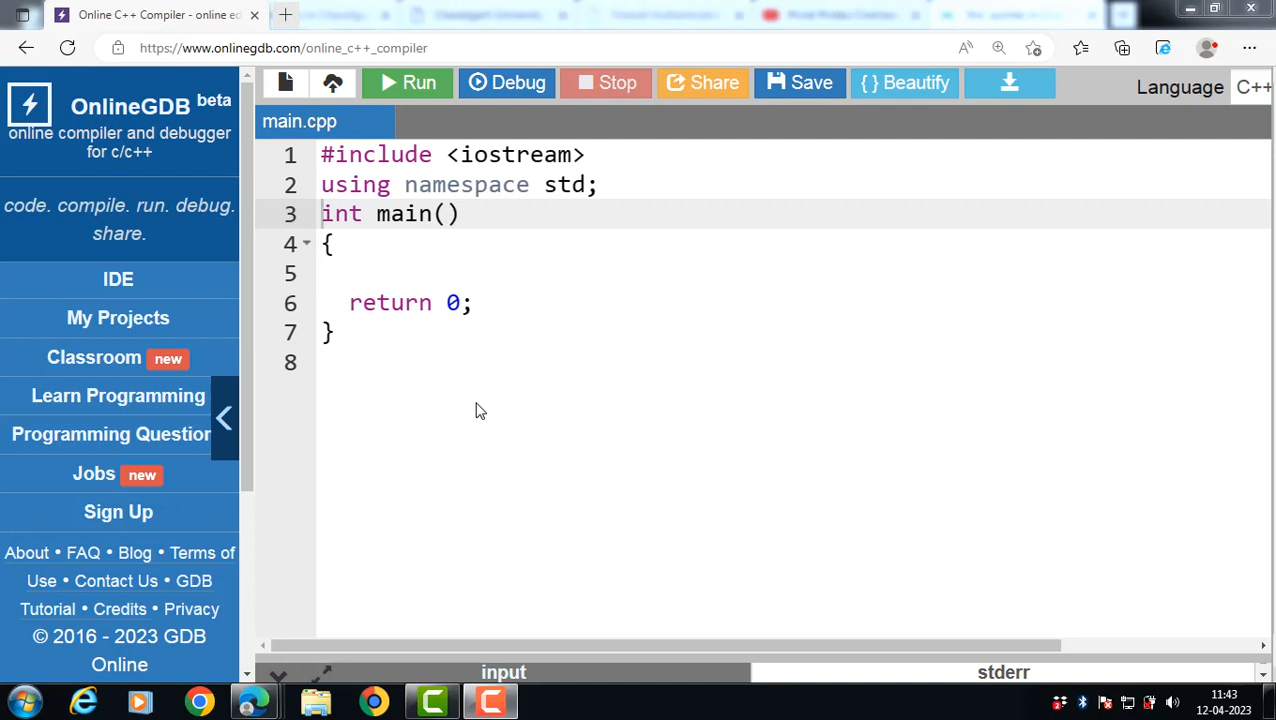 Online C++ Compiler - online ed
https://www.onlinegdb.com/online_c++_compiler
OnlineGDB beta
online compiler and debugger
for c/c++
code. compile. run. debug.
share.
IDE
My Projects
Classroom new
Learn Programming
Programming Question
Jobs new
Sign Up
About • FAQ • Blog • Terms of
Use • Contact Us • GDB
Tutorial • Credits • Privacy
© 2016 - 2023 GDB
Online
Run Debug Stop Share Save { } Beautify
Language C++
main.cpp
1 #include <iostream>
2 using namespace std;
3 int main()
4 {
5
6 return 0;
7 }
8
input stderr
11:43
12-04-2023